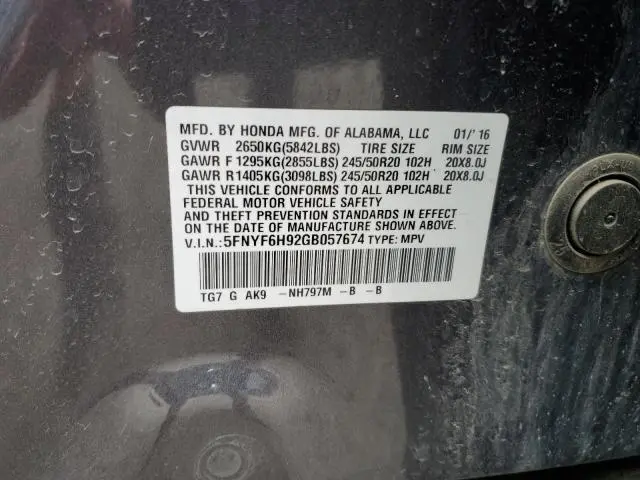 MFD. BY HONDA MFG. OF ALABAMA, LLC 01/'16
GVWR 2650KG(5842LBS) TIRE SIZE RIM SIZE
GAWR F 1295KG(2855LBS) 245/50R20 102H 20X8.0J
GAWR R 1405KG(3098LBS) 245/50R20 102H 20X8.0J
THIS VEHICLE CONFORMS TO ALL APPLICABLE
FEDERAL MOTOR VEHICLE SAFETY
AND THEFT PREVENTION STANDARDS IN EFFECT
ON THE DATE OF MANUFACTURE SHOWN ABOVE.
V.I.N.: 5FNYF6H92GB057674 TYPE: MPV
TG7 G AK9 -NH797M -B -B